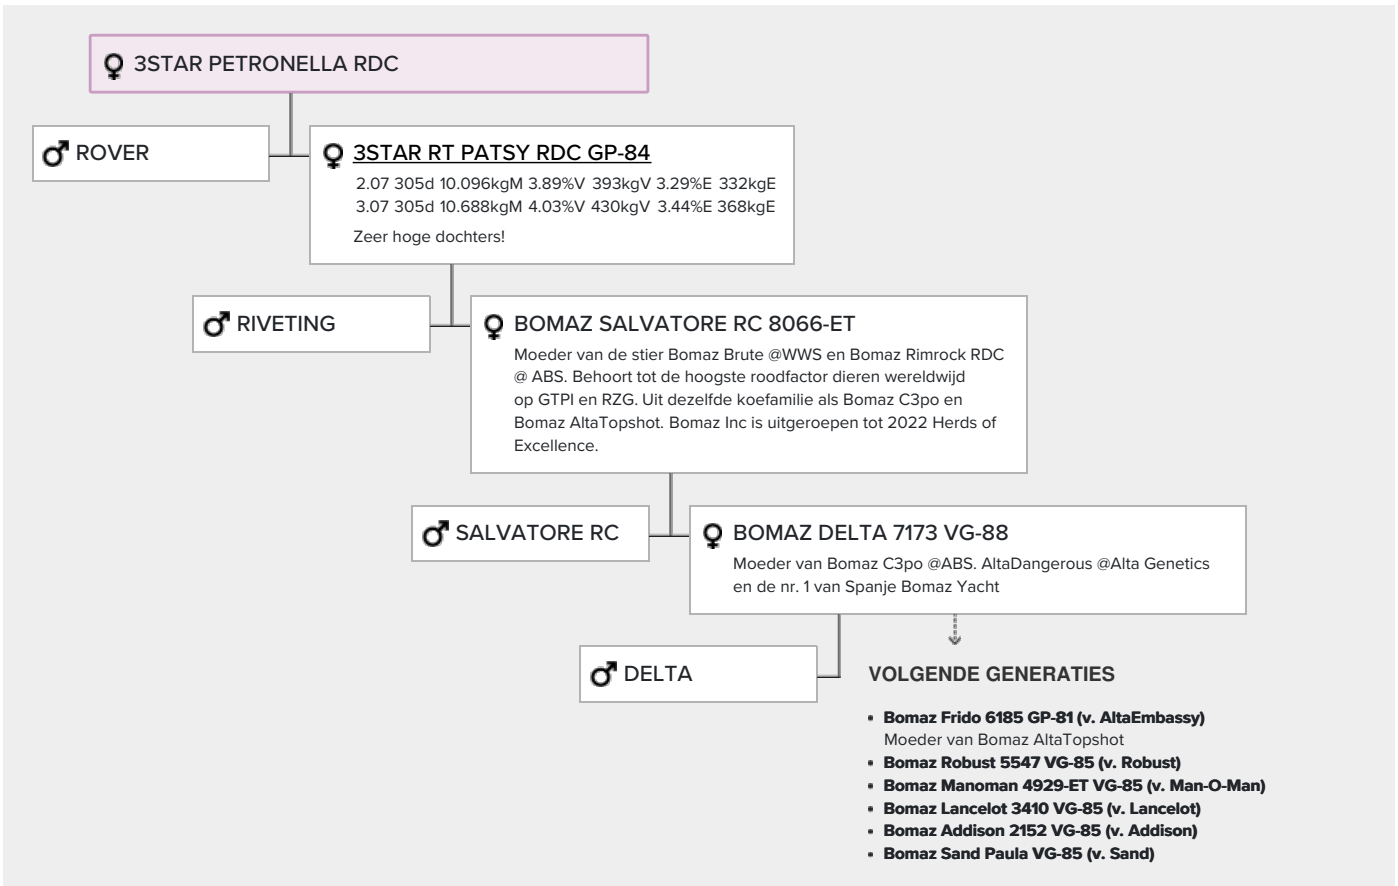 3STAR PETRONELLA RDC
ROVER
3STAR RT PATSY RDC GP-84
2.07 305d 10.096kgM 3.89%V 393kgV 3.29%E 332kgE
3.07 305d 10.688kgM 4.03%V 430kgV 3.44%E 368kgE
Zeer hoge dochters!
RIVETING
BOMAZ SALVATORE RC 8066-ET
Moeder van de stier Bomaz Brute @WWS en Bomaz Rimrock RDC
@ ABS. Behoort tot de hoogste roodfactor dieren wereldwijd
op GTPI en RZG. Uit dezelfde koefamilie als Bomaz C3po en
Bomaz AltaTopshot. Bomaz Inc is uitgeroepen tot 2022 Herds of
Excellence.
SALVATORE RC
BOMAZ DELTA 7173 VG-88
Moeder van Bomaz C3po @ABS. AltaDangerous @Alta Genetics
en de nr. 1 van Spanje Bomaz Yacht
DELTA
VOLGENDE GENERATIES
• Bomaz Frido 6185 GP-81 (v. AltaEmbassy)
Moeder van Bomaz AltaTopshot
• Bomaz Robust 5547 VG-85 (v. Robust)
• Bomaz Manoman 4929-ET VG-85 (v. Man-O-Man)
• Bomaz Lancelot 3410 VG-85 (v. Lancelot)
• Bomaz Addison 2152 VG-85 (v. Addison)
• Bomaz Sand Paula VG-85 (v. Sand)